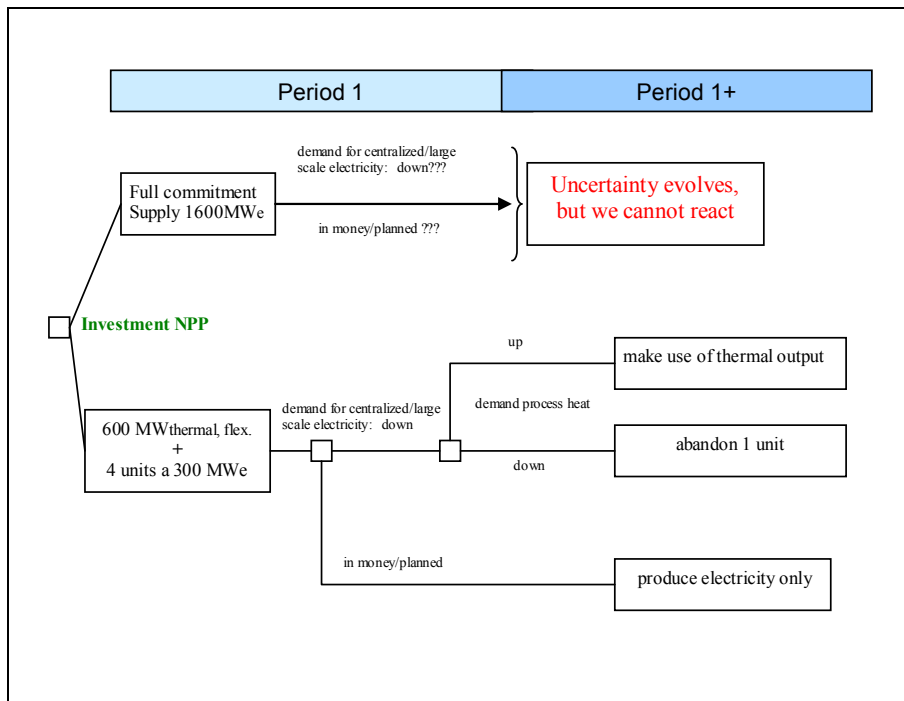 Period 1
Period 1+
demand for centralized/large
scale electricity: down???
Full commitment
Supply 1600MWe
in money/planned ???
Uncertainty evolves,
but we cannot react
Investment NPP
up
make use of thermal output
600 MWthermal, flex.
+
4 units a 300 MWe
demand for centralized/large
scale electricity: down
demand process heat
abandon 1 unit
down
in money/planned
produce electricity only